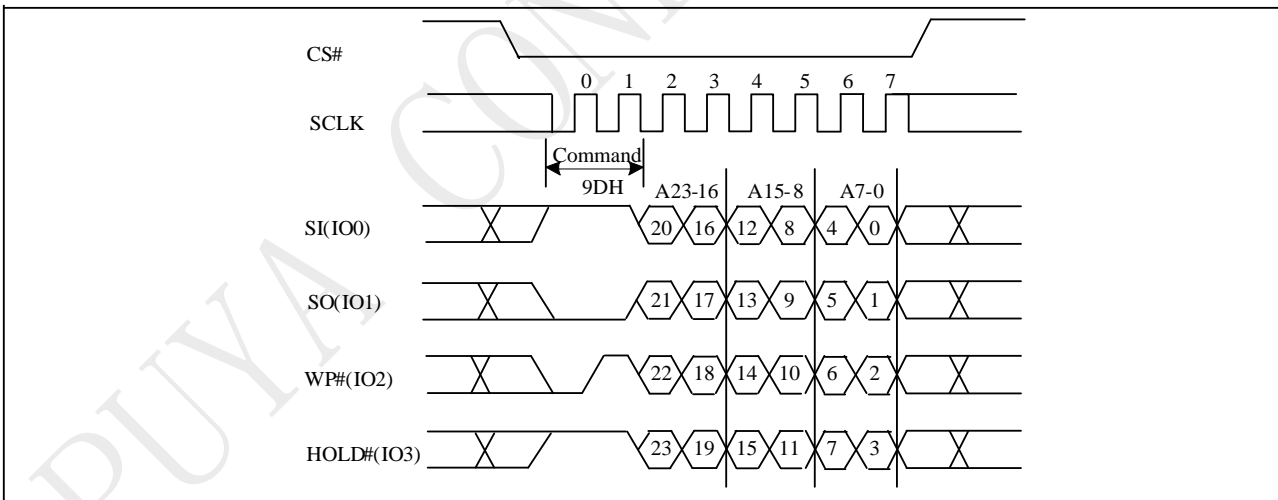 CS#
0 1 2 3 4 5 6 7
SCLK
Command
9DH
A23-16 A15-8 A7-0
SI(IO0) 20 16 12 8 4 0
SO(IO1) 21 17 13 9 5 1
WP#(IO2) 22 18 14 10 6 2
HOLD#(IO3) 23 19 15 11 7 3
PUYA